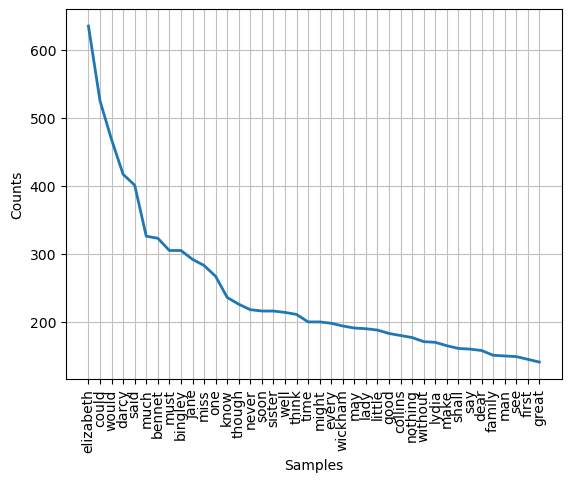 600
500
400
300
200
Counts
elizabeth
could
would
darcy
said
much
bennet
must
bingley
jane
miss
one
know
though
never
soon
sister
well
think
time
might
every
wickham
may
lady
little
good
collins
nothing
without
lydia
make
shall
say
dear
family
man
see
first
great
Samples